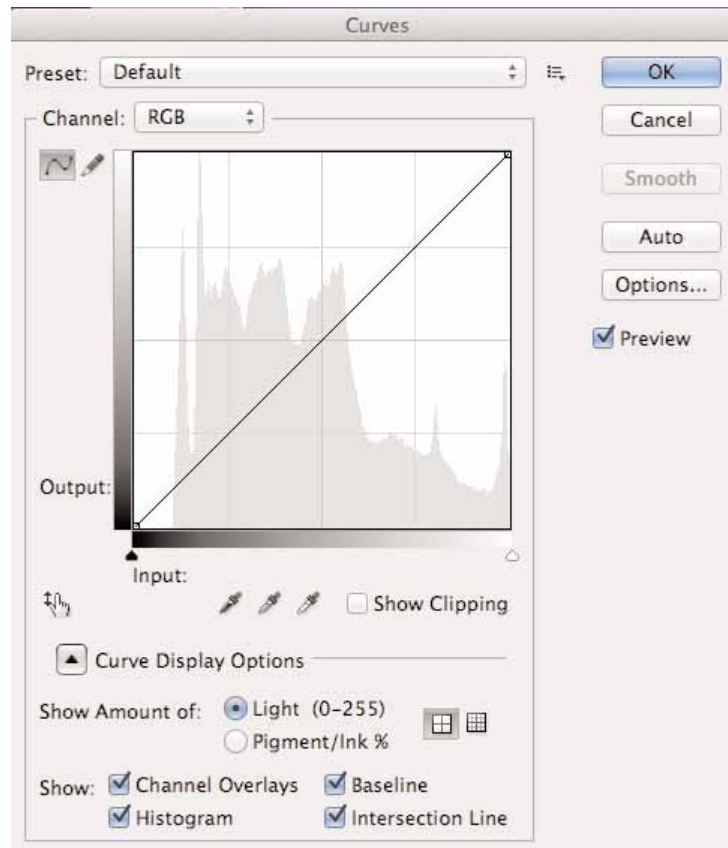 Curves
Preset: Default
OK
Channel: RGB
Cancel
Smooth
Auto
Options...
Preview
Output:
Input:
Show Clipping
Curve Display Options
Show Amount of: Light (0–255)
Pigment/Ink %
Show: Channel Overlays Baseline
Histogram Intersection Line